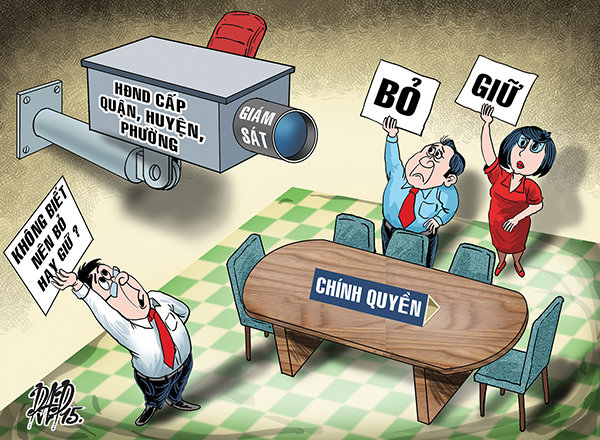 HĐND CẤP
QUẬN, HUYỆN,
PHƯỜNG
GIÁM
SÁT
BỎ
GIỮ
KHÔNG BIẾT
NÊN BỎ
HAY GIỮ ?
CHÍNH QUYỀN